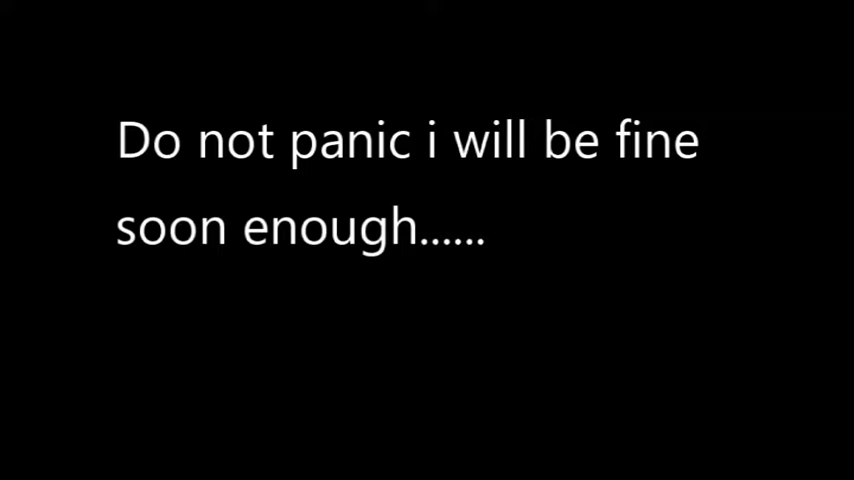 Do not panic i will be fine
soon enough......